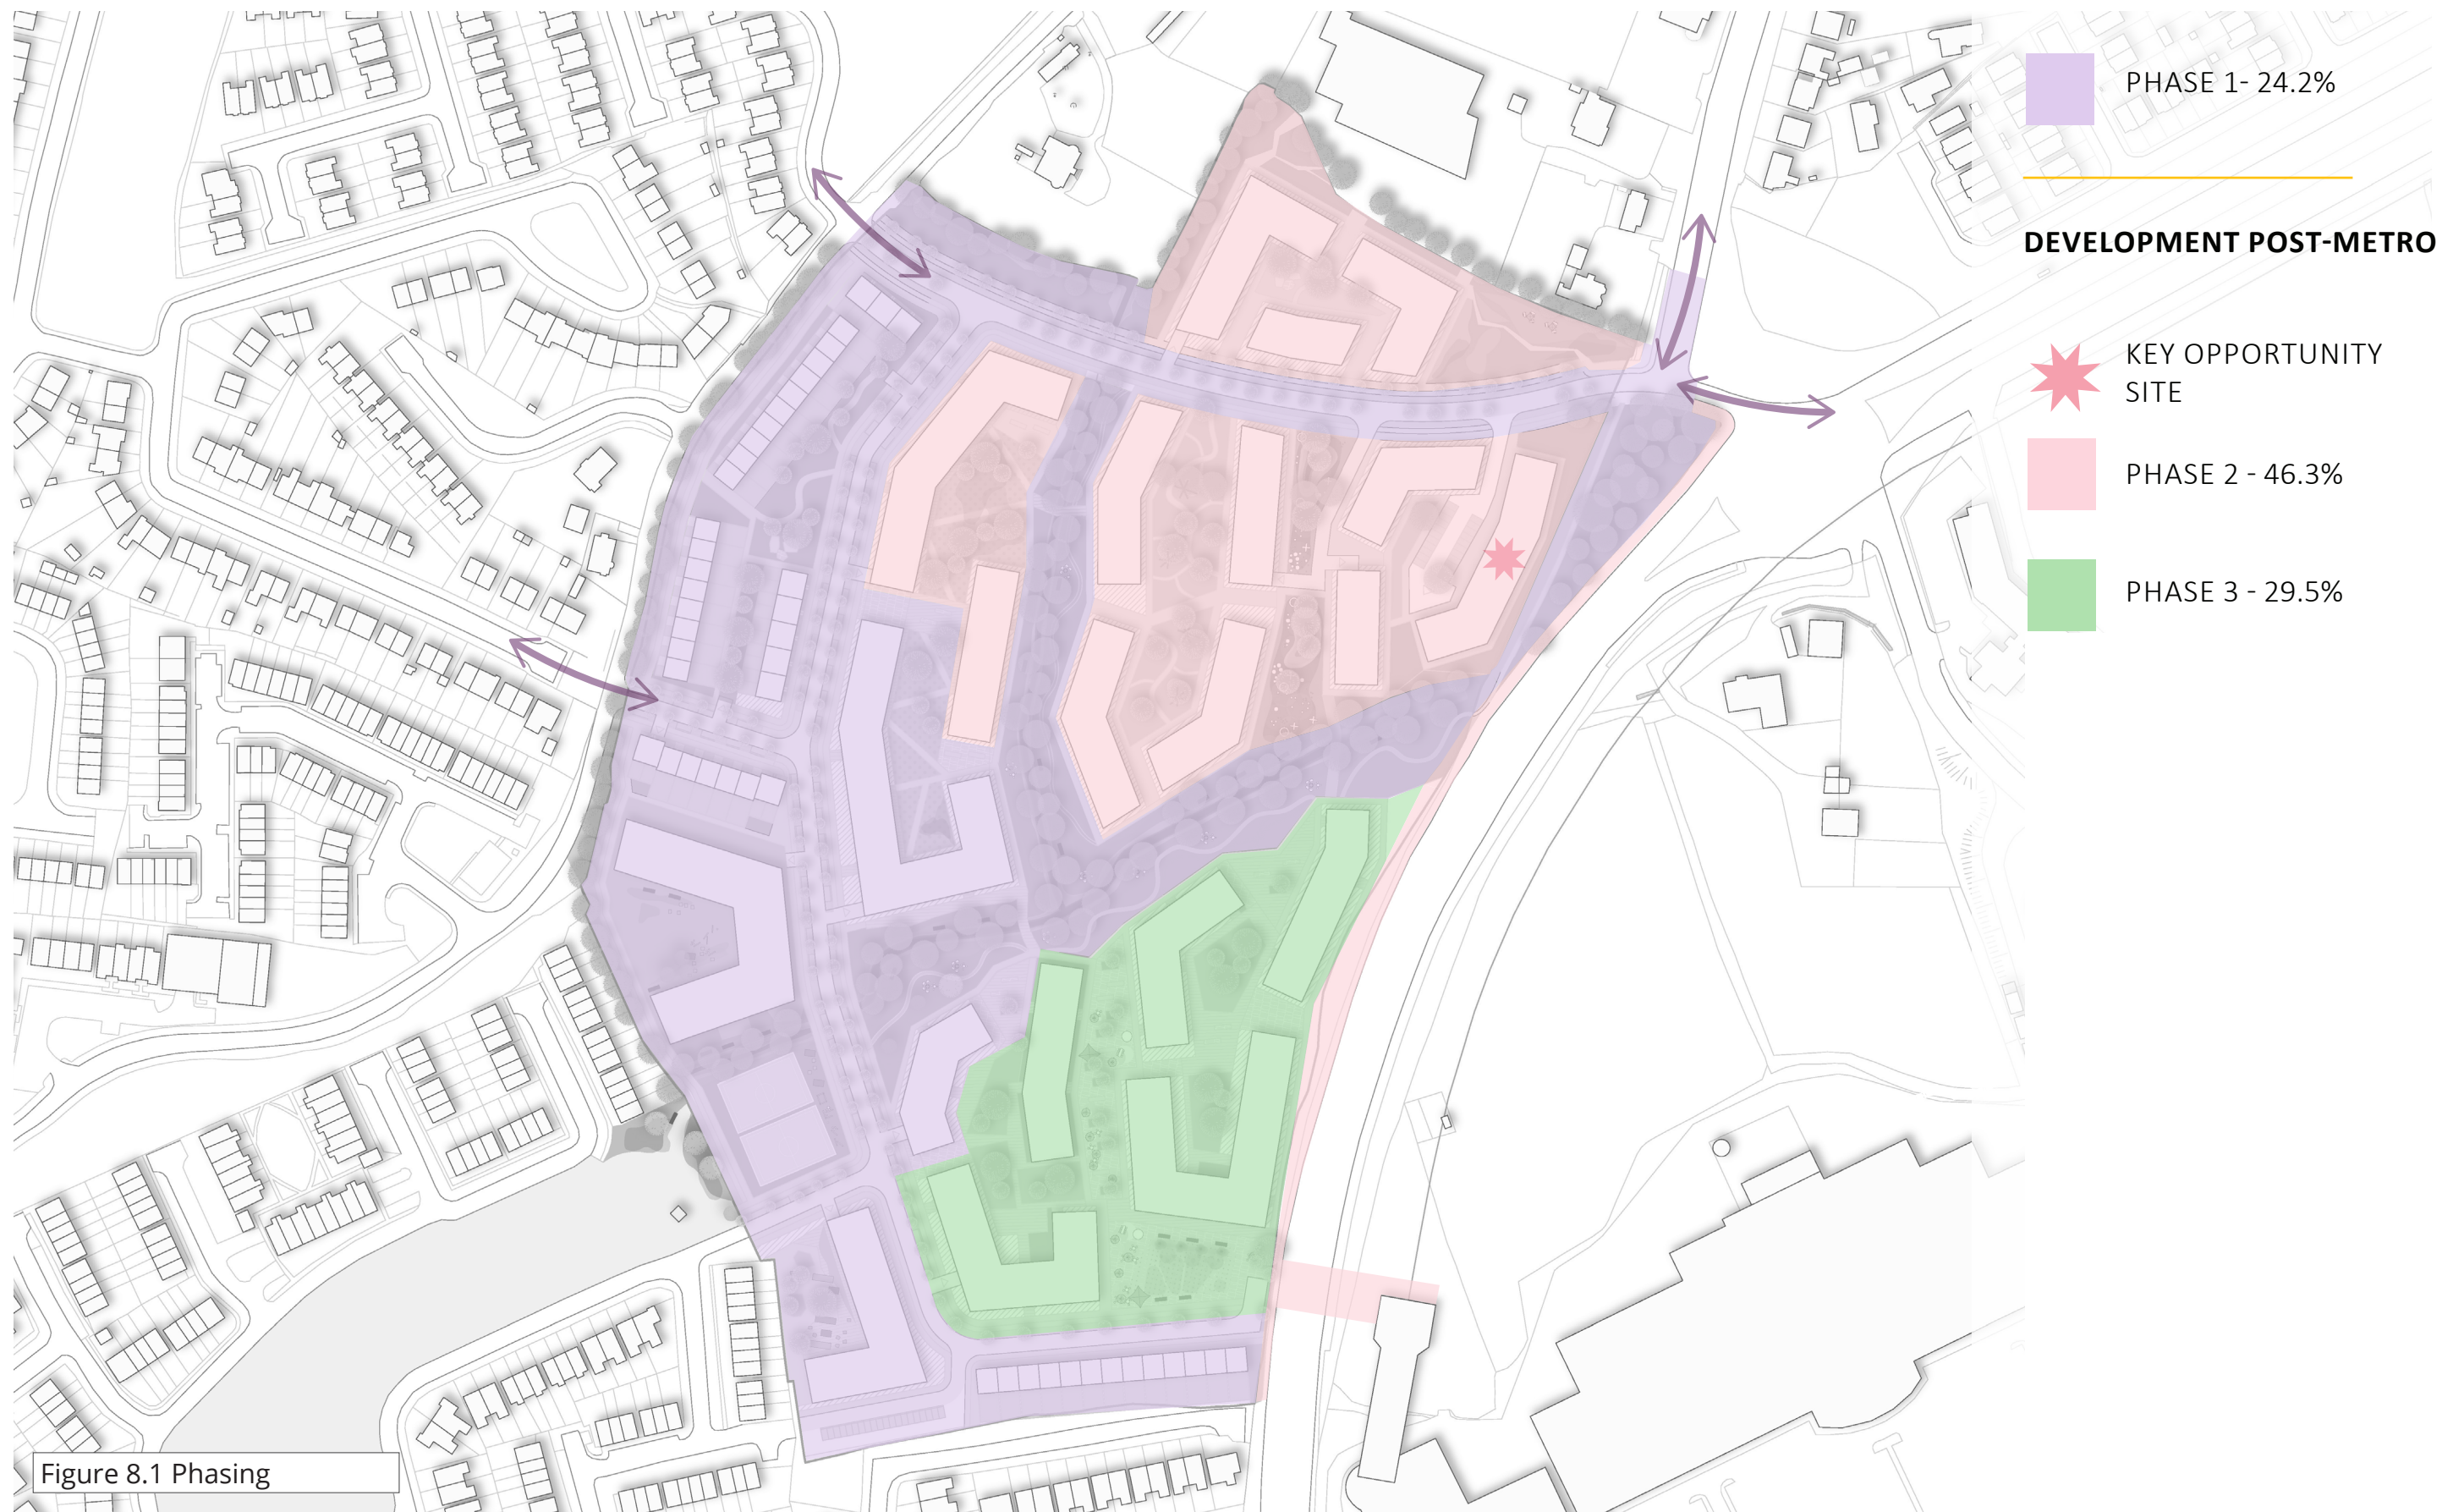 PHASE 1- 24.2%
DEVELOPMENT POST-METRO
KEY OPPORTUNITY
SITE
PHASE 2 - 46.3%
PHASE 3 - 29.5%
Figure 8.1 Phasing